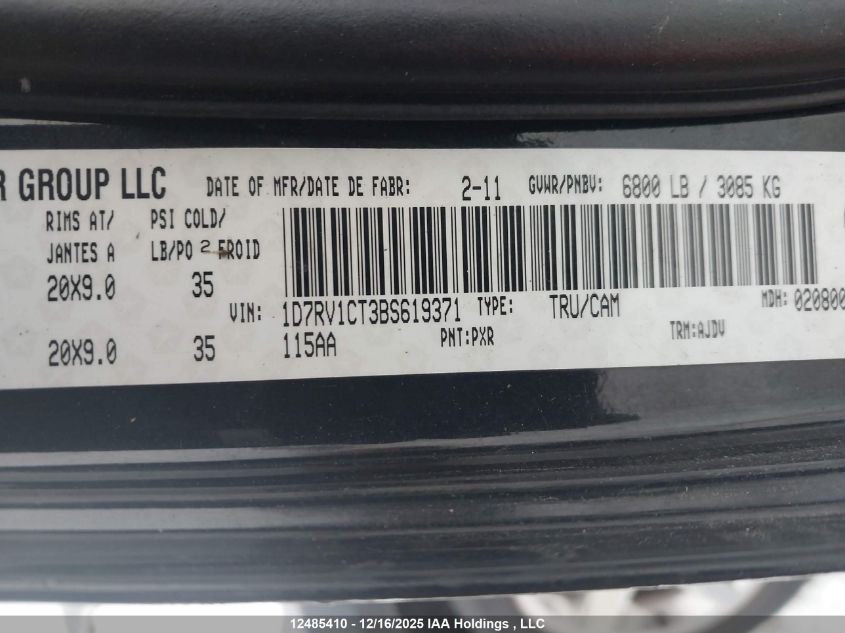 R GROUP LLC DATE OF MFR/DATE DE FABR: 2-11 GVWR/PNBV: 6800 LB / 3085 KG
RIMS AT/ PSI COLD/
JANTES A LB/PO 2 FROID
20X9.0 35
VIN: 1D7RV1CT3BS619371 TYPE: TRU/CAM MDH: 020800
20X9.0 35 115AA PNT:PXR TRM:AJDV
12485410 - 12/16/2025 IAA Holdings , LLC